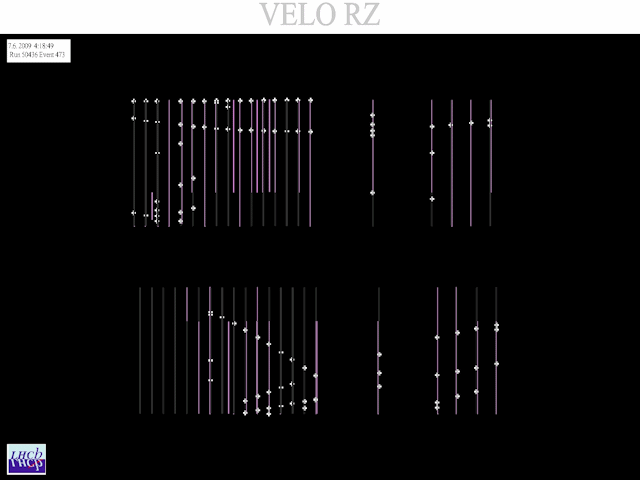 VELO RZ
7.6.2009 4:18:49
Run 50436 Event 473
LHCb